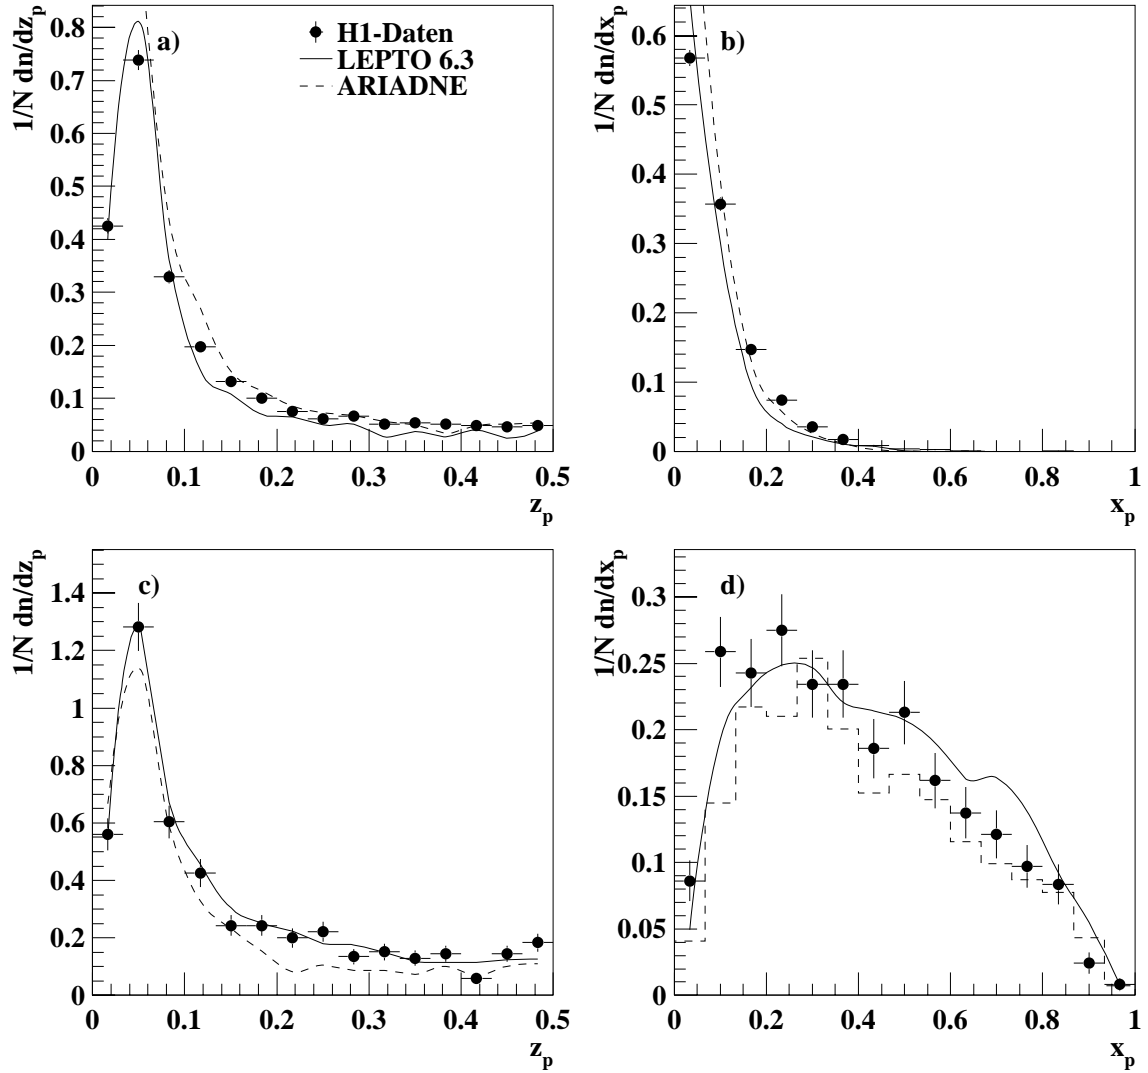 1/N dn/dz_p
0.8
0.7
0.6
0.5
0.4
0.3
0.2
0.1
0
a)
H1-Daten
LEPTO 6.3
ARIADNE
0 0.1 0.2 0.3 0.4 0.5
z_p
1/N dn/dx_p
0.6
0.5
0.4
0.3
0.2
0.1
0
b)
0 0.2 0.4 0.6 0.8 1
x_p
1/N dn/dz_p
1.4
1.2
1
0.8
0.6
0.4
0.2
0
c)
0 0.1 0.2 0.3 0.4 0.5
z_p
1/N dn/dx_p
0.3
0.25
0.2
0.15
0.1
0.05
0
d)
0 0.2 0.4 0.6 0.8 1
x_p